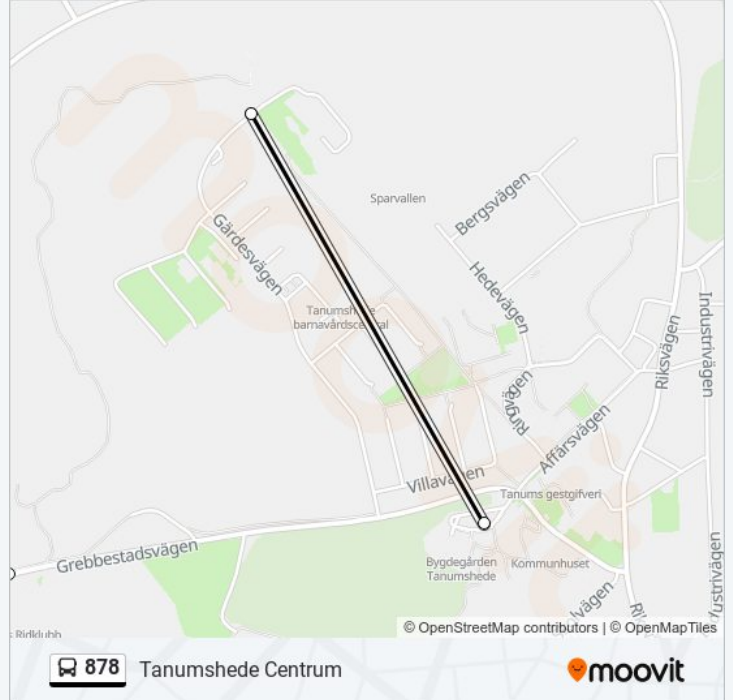 Sparvallen
Bergsvägen
Gärdesvägen
Hedevägen
Industrivägen
Tanumshede
barnavårdscentral
Riksvägen
Ringvägen
Affärsvägen
Villavägen
Tanums gestgifveri
Grebbestadsvägen
Bygdegården
Tanumshede
Kommunhuset
s Ridklubb
© OpenStreetMap contributors | © OpenMapTiles
878 Tanumshede Centrum
moovit